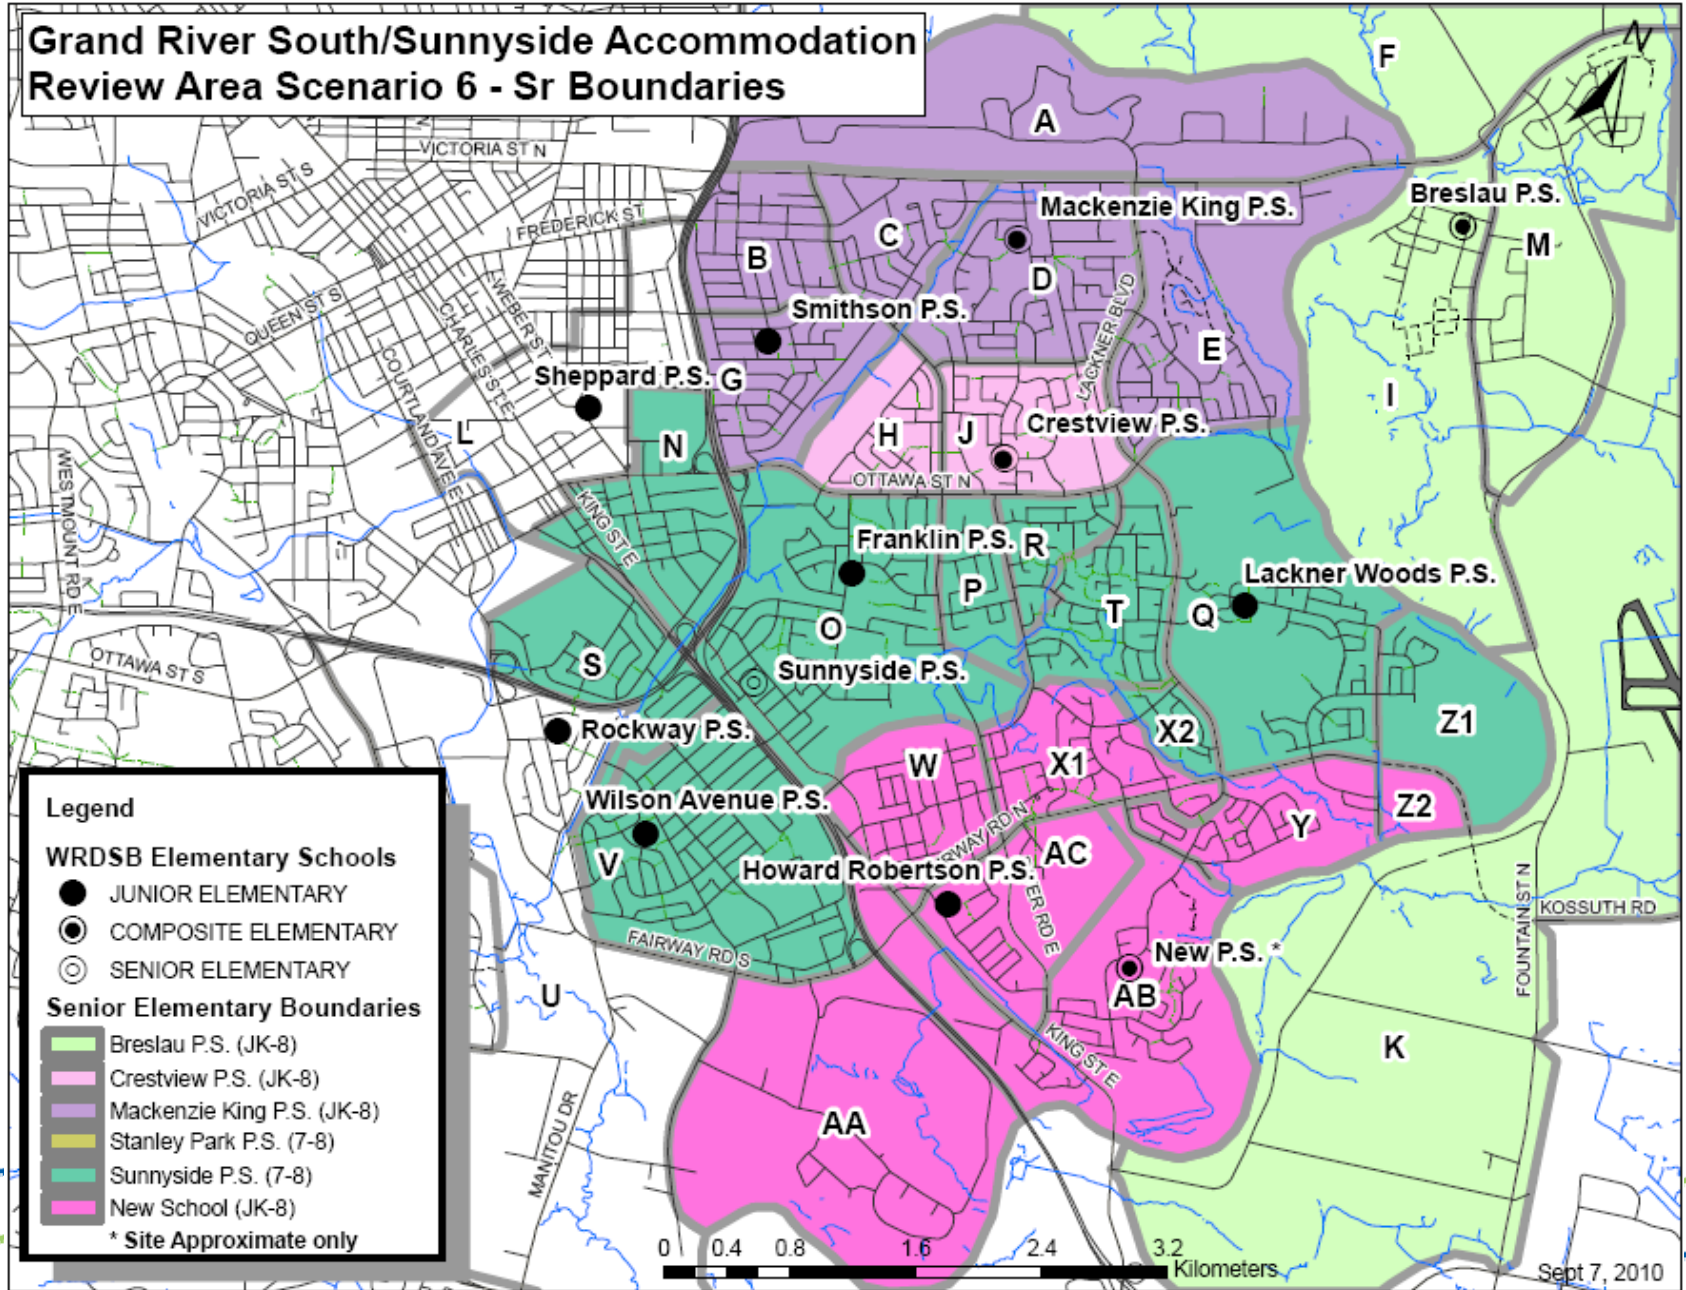 Grand River South/Sunnyside Accommodation
Review Area Scenario 6 - Sr Boundaries
N
F
A
VICTORIA ST N
VICTORIA ST S
FREDERICK ST
Mackenzie King P.S.
Breslau P.S.
B
C
D
M
WEBER ST
QUEEN ST S
CHARLES ST E
COURTLAND AVE E
LACKNER BLVD
Smithson P.S.
E
Sheppard P.S.
G
I
L
N
H
J
Crestview P.S.
WESTMOUNT RD E
OTTAWA ST N
KING ST E
Franklin P.S.
R
P
T
Q
Lackner Woods P.S.
O
OTTAWA ST S
S
Sunnyside P.S.
Rockway P.S.
X2
Z1
W
X1
Wilson Avenue P.S.
V
Y
Z2
AC
Howard Robertson P.S.
FAIRWAY RD S
New P.S. *
AB
U
KOSSUTH RD
FOUNTAIN ST N
KING ST E
K
AA
MANITOU DR
Legend
WRDSB Elementary Schools
JUNIOR ELEMENTARY
COMPOSITE ELEMENTARY
SENIOR ELEMENTARY
Senior Elementary Boundaries
Breslau P.S. (JK-8)
Crestview P.S. (JK-8)
Mackenzie King P.S. (JK-8)
Stanley Park P.S. (7-8)
Sunnyside P.S. (7-8)
New School (JK-8)
* Site Approximate only
0 0.4 0.8 1.6 2.4 3.2
Kilometers
Sept 7, 2010